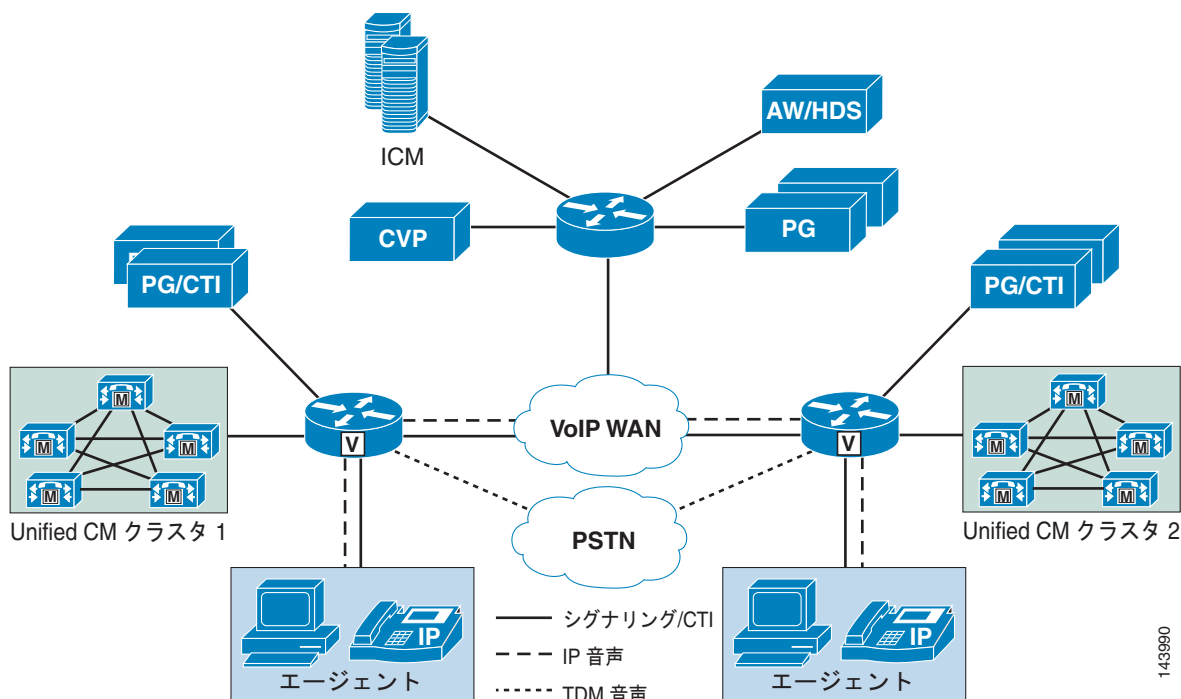 ICM
AW/HDS
CVP
PG
PG/CTI
PG/CTI
M
M
M
M
M
V
VoIP WAN
V
M
M
M
M
M
Unified CM クラスタ 1
PSTN
Unified CM クラスタ 2
IP
エージェント
シグナリング/CTI
IP 音声
TDM 音声
IP
エージェント
143990